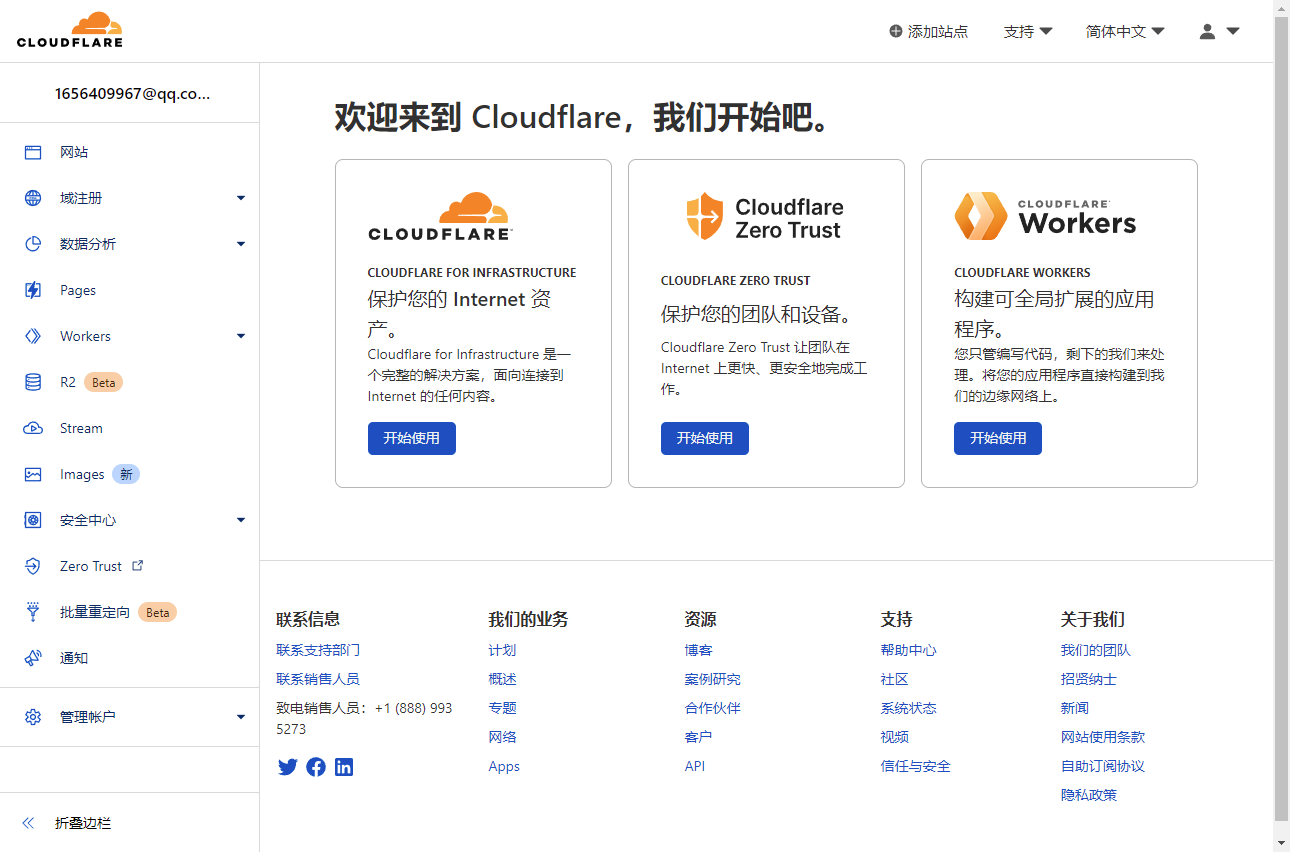 CLOUDFLARE
添加站点
支持
简体中文
1656409967@qq.co...
网站
域注册
数据分析
Pages
Workers
R2 Beta
Stream
Images 新
安全中心
Zero Trust
批量重定向 Beta
通知
管理帐户
折叠边栏
欢迎来到 Cloudflare，我们开始吧。
CLOUDFLARE
CLOUDFLARE FOR INFRASTRUCTURE
保护您的 Internet 资
产。
Cloudflare for Infrastructure 是一
个完整的解决方案，面向连接到
Internet 的任何内容。
开始使用
Cloudflare
Zero Trust
CLOUDFLARE ZERO TRUST
保护您的团队和设备。
Cloudflare Zero Trust 让团队在
Internet 上更快、更安全地完成工
作。
开始使用
CLOUDFLARE
Workers
CLOUDFLARE WORKERS
构建可全局扩展的应用
程序。
您只管编写代码，剩下的我们来处
理。将您的应用程序直接构建到我
们的边缘网络上。
开始使用
联系信息
联系支持部门
联系销售人员
致电销售人员：+1 (888) 993
5273
我们的业务
计划
概述
专题
网络
Apps
资源
博客
案例研究
合作伙伴
客户
API
支持
帮助中心
社区
系统状态
视频
信任与安全
关于我们
我们的团队
招贤纳士
新闻
网站使用条款
自助订阅协议
隐私政策